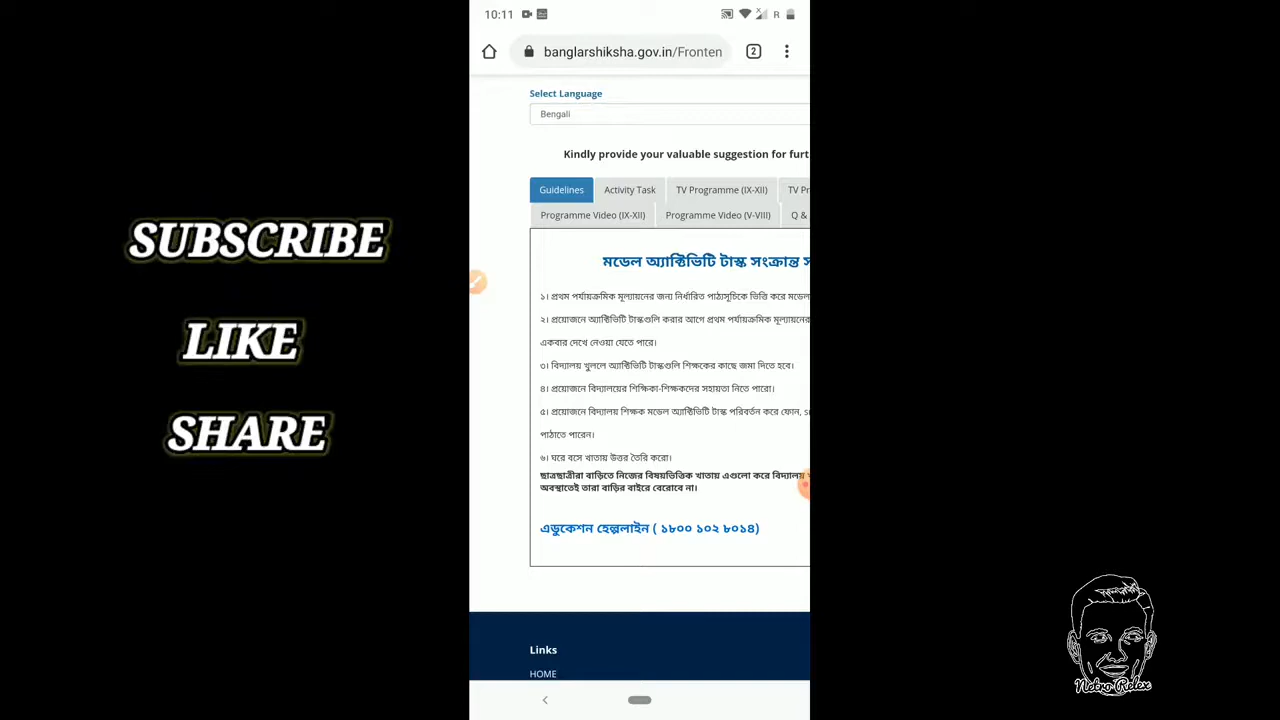 10:11
R
banglarshiksha.gov.in/Fronten
2
Select Language
Bengali
Kindly provide your valuable suggestion for furt
Guidelines
Activity Task
TV Programme (IX-XII)
TV Pr
Programme Video (IX-XII)
Programme Video (V-VIII)
Q &
মডেল অ্যাক্টিভিটি টাস্ক সংক্রান্ত স
১। প্রথম পর্যায়ক্রমিক মূল্যায়নের জন্য নির্ধারিত পাঠ্যসূচিকে ভিত্তি করে মডেল
২। প্রয়োজনে অ্যাক্টিভিটি টাস্কগুলি করার আগে প্রথম পর্যায়ক্রমিক মূল্যায়নের
একবার দেখে নেওয়া যেতে পারে।
৩। বিদ্যালয় খুললে অ্যাক্টিভিটি টাস্কগুলি শিক্ষকের কাছে জমা দিতে হবে।
৪। প্রয়োজনে বিদ্যালয়ের শিক্ষিকা-শিক্ষকদের সহায়তা নিতে পারো।
৫। প্রয়োজনে বিদ্যালয় শিক্ষক মডেল অ্যাক্টিভিটি টাস্ক পরিবর্তন করে ফোন,
পাঠাতে পারেন।
৬। ঘরে বসে খাতায় উত্তর তৈরি করো।
ছাত্রছাত্রীরা বাড়িতে নিজের বিষয়ভিত্তিক খাতায় এগুলো করে বিদ্যালয়
অবস্থাতেই তারা বাড়ির বাইরে বেরোবে না।
এডুকেশন হেল্পলাইন ( ১৮০০ ১০২ ৮০১৪)
Links
HOME
SUBSCRIBE
LIKE
SHARE
Netro Relex